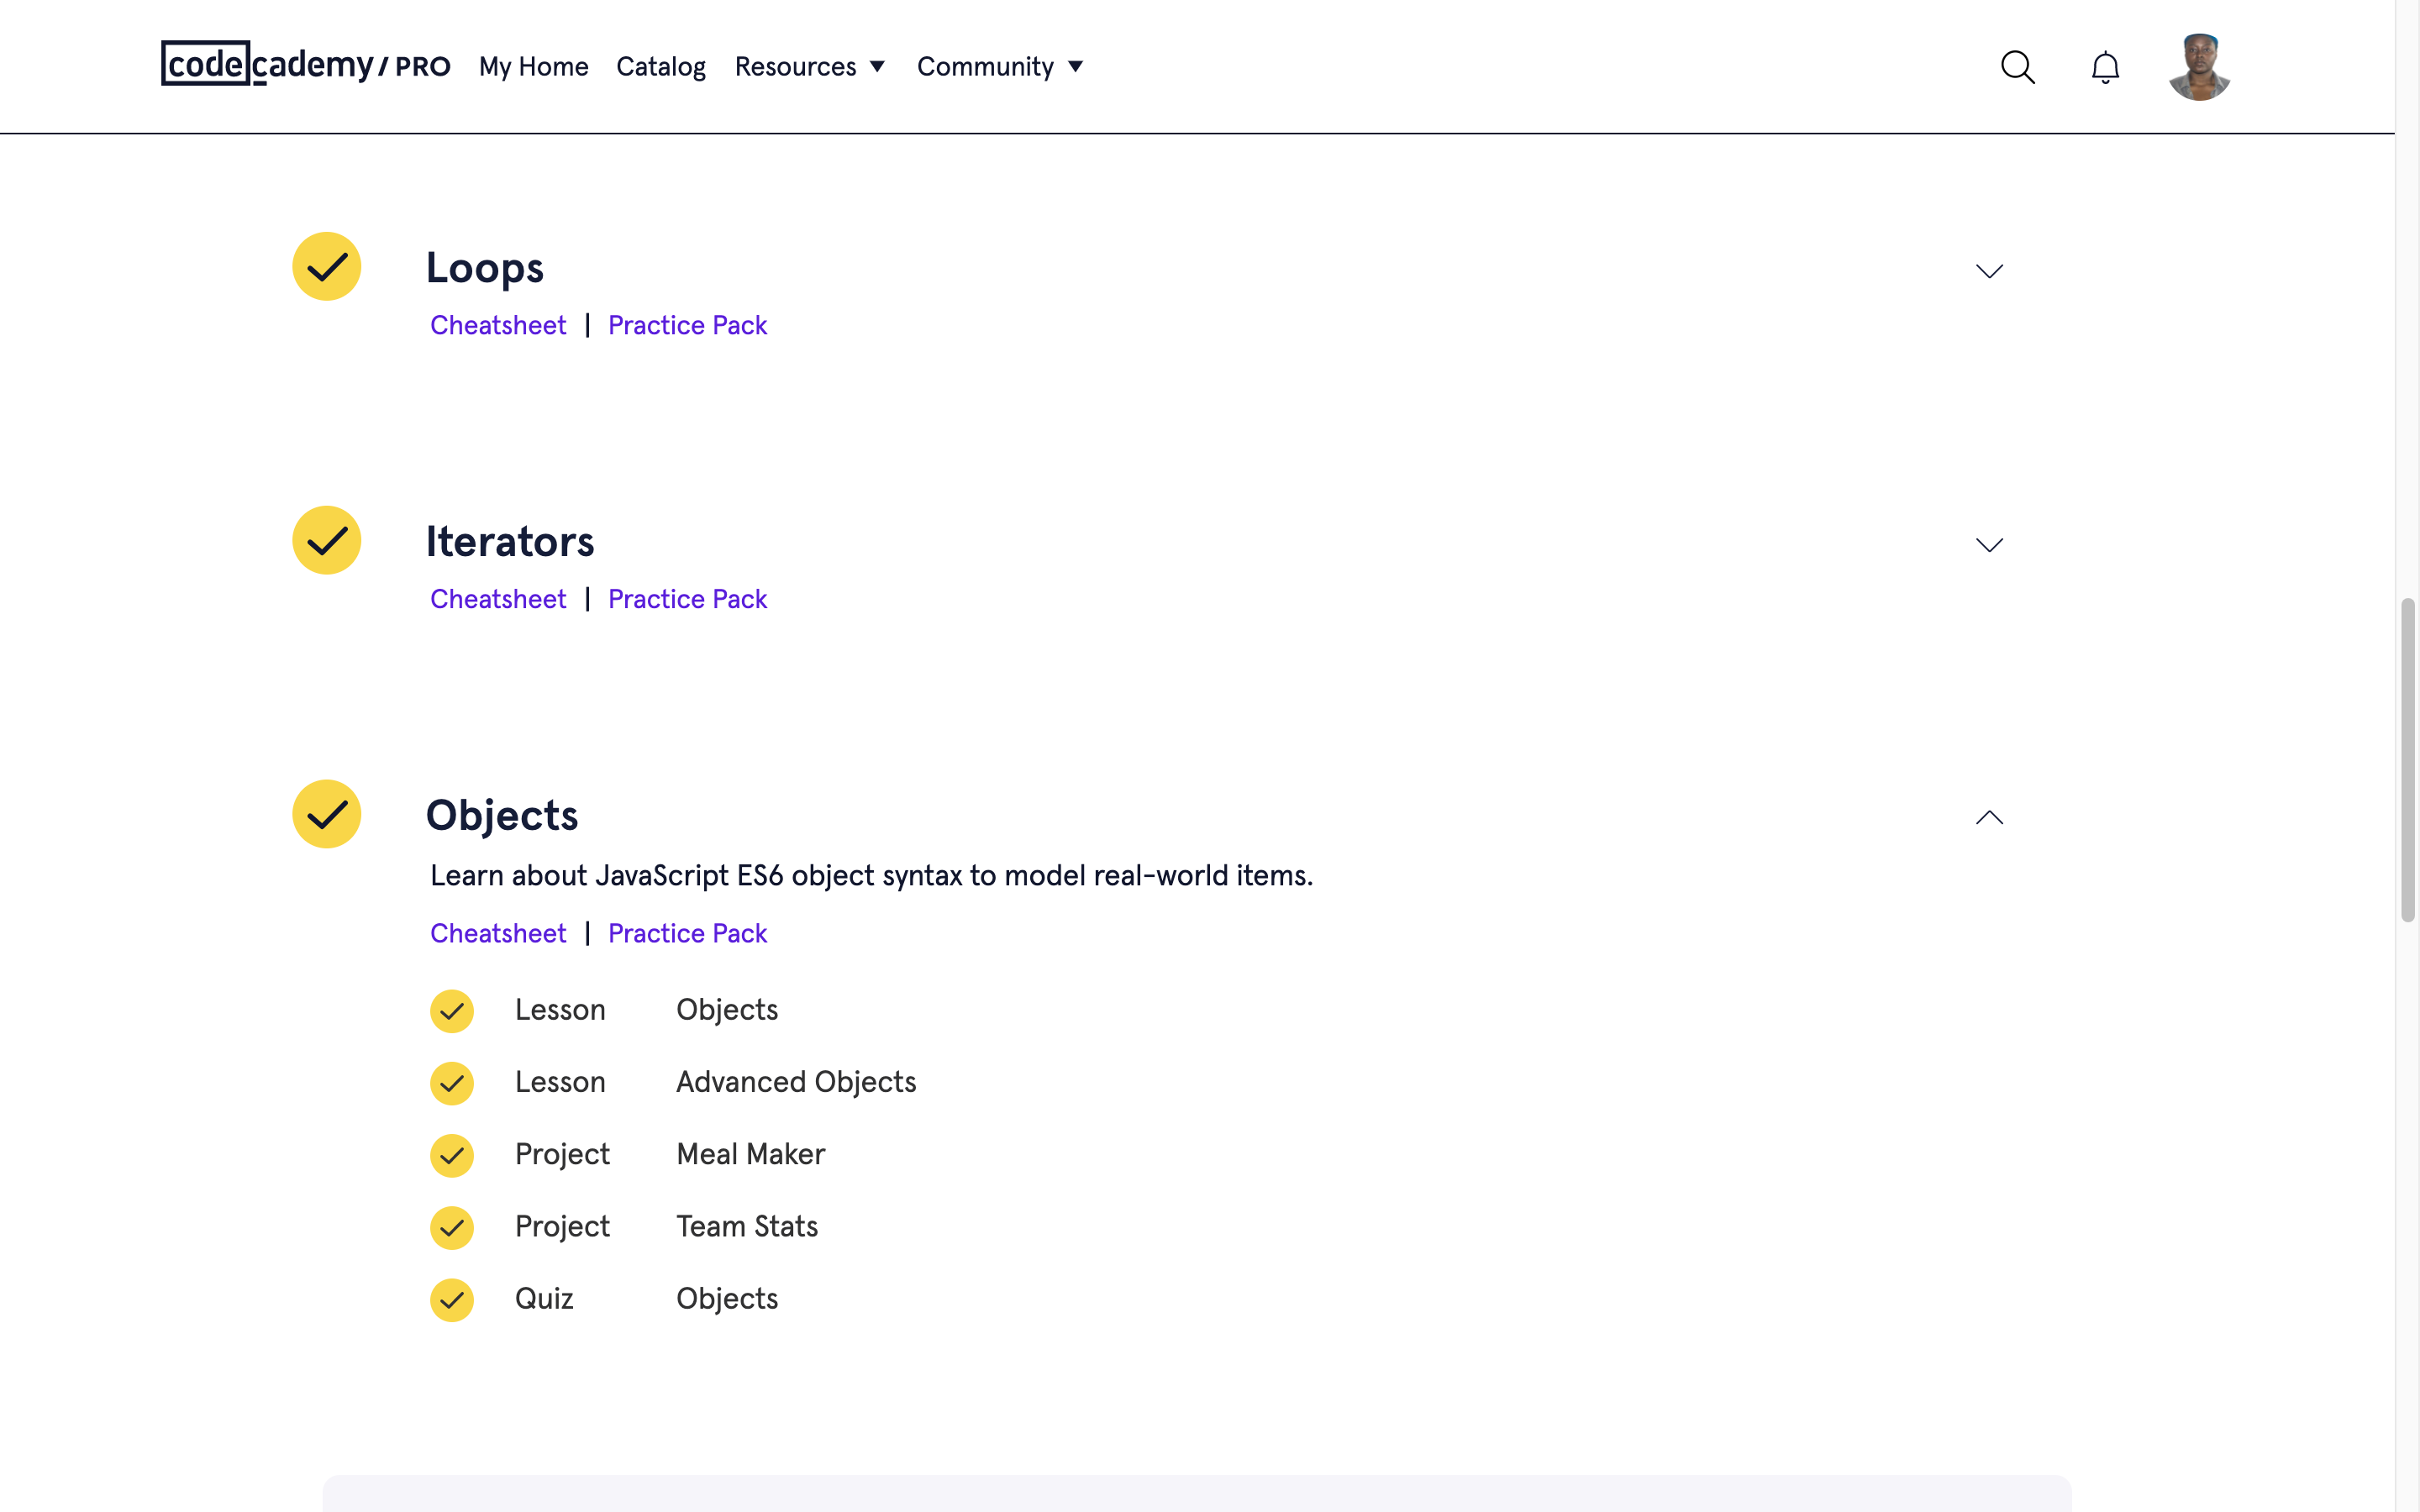 codecademy / PRO My Home Catalog Resources Community
Loops
Cheatsheet | Practice Pack
Iterators
Cheatsheet | Practice Pack
Objects
Learn about JavaScript ES6 object syntax to model real-world items.
Cheatsheet | Practice Pack
Lesson Objects
Lesson Advanced Objects
Project Meal Maker
Project Team Stats
Quiz Objects